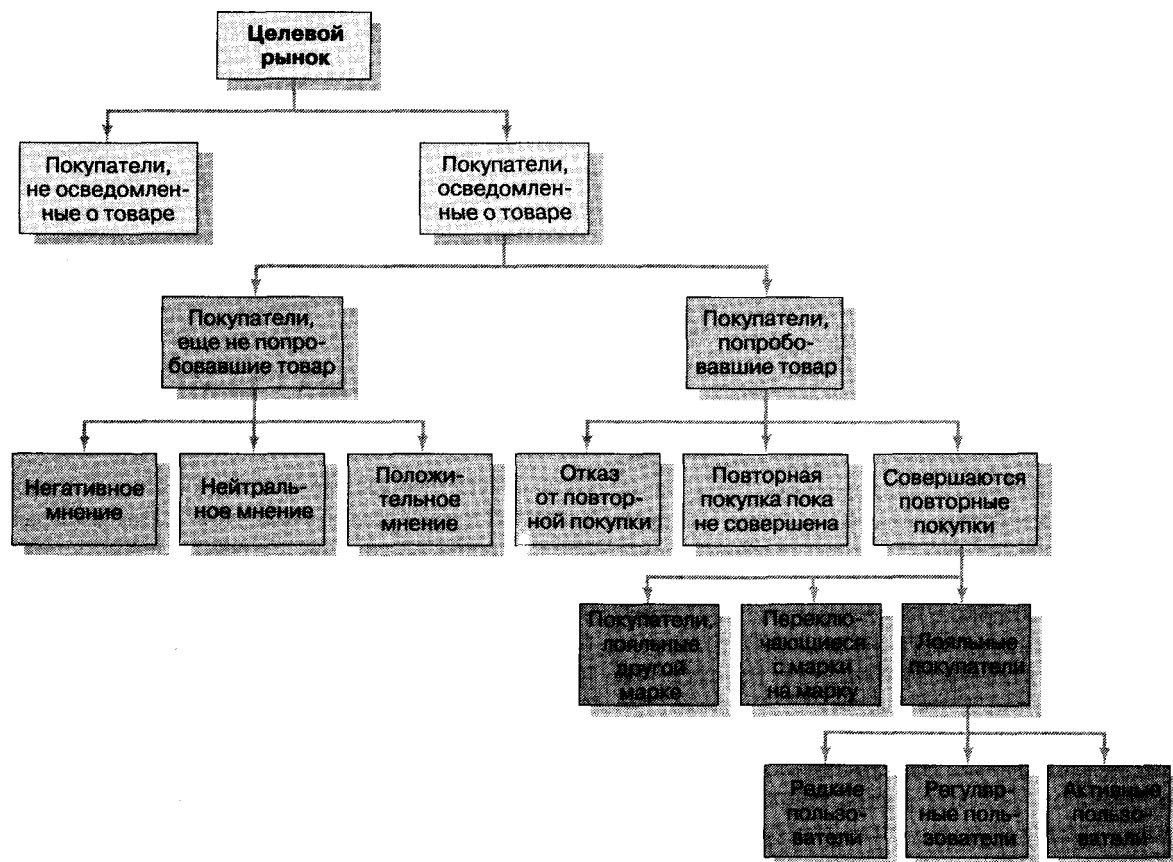 Целевой
рынок
Покупатели,
не осведомлен-
ные о товаре
Покупатели,
осведомлен-
ные о товаре
Покупатели,
еще не попро-
бовавшие товар
Покупатели,
попробо-
вавшие товар
Негативное
мнение
Нейтраль-
ное мнение
Положи-
тельное
мнение
Отказ
от повтор-
ной покупки
Повторная
покупка пока
не совершена
Совершаются
повторные
покупки
Покупатели,
лояльные
другой
марке
Переклю-
чающиеся
с марки
на марку
Лояльные
покупатели
Редкие
пользо-
ватели
Регуляр-
ные поль-
зователи
Активные
пользо-
ватели